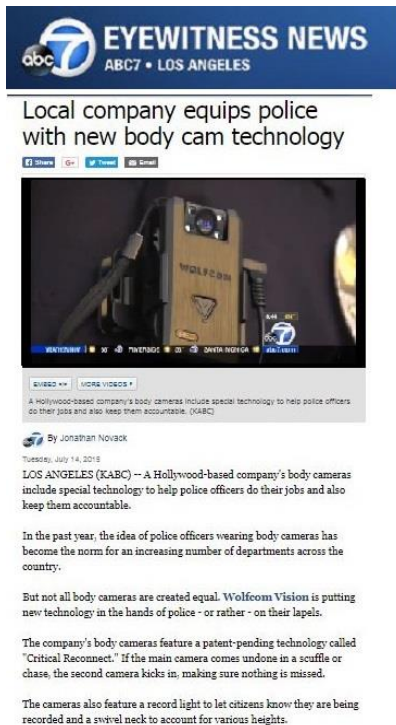 abc 7 EYEWITNESS NEWS
ABC7 • LOS ANGELES
Local company equips police
with new body cam technology
Share G+ Tweet Email
WOLFCOM
abc 7
RIVERSIDE SANTA MONICA
EMBED <> MORE VIDEOS
A Hollywood-based company's body cameras include special technology to help police officers
do their jobs and also keep them accountable. (KABC)
By Jonathan Novack
Tuesday, July 14, 2015
LOS ANGELES (KABC) -- A Hollywood-based company's body cameras
include special technology to help police officers do their jobs and also
keep them accountable.
In the past year, the idea of police officers wearing body cameras has
become the norm for an increasing number of departments across the
country.
But not all body cameras are created equal. Wolfcom Vision is putting
new technology in the hands of police - or rather - on their lapels.
The company's body cameras feature a patent-pending technology called
"Critical Reconnect." If the main camera comes undone in a scuffle or
chase, the second camera kicks in, making sure nothing is missed.
The cameras also feature a record light to let citizens know they are being
recorded and a swivel neck to account for various heights.